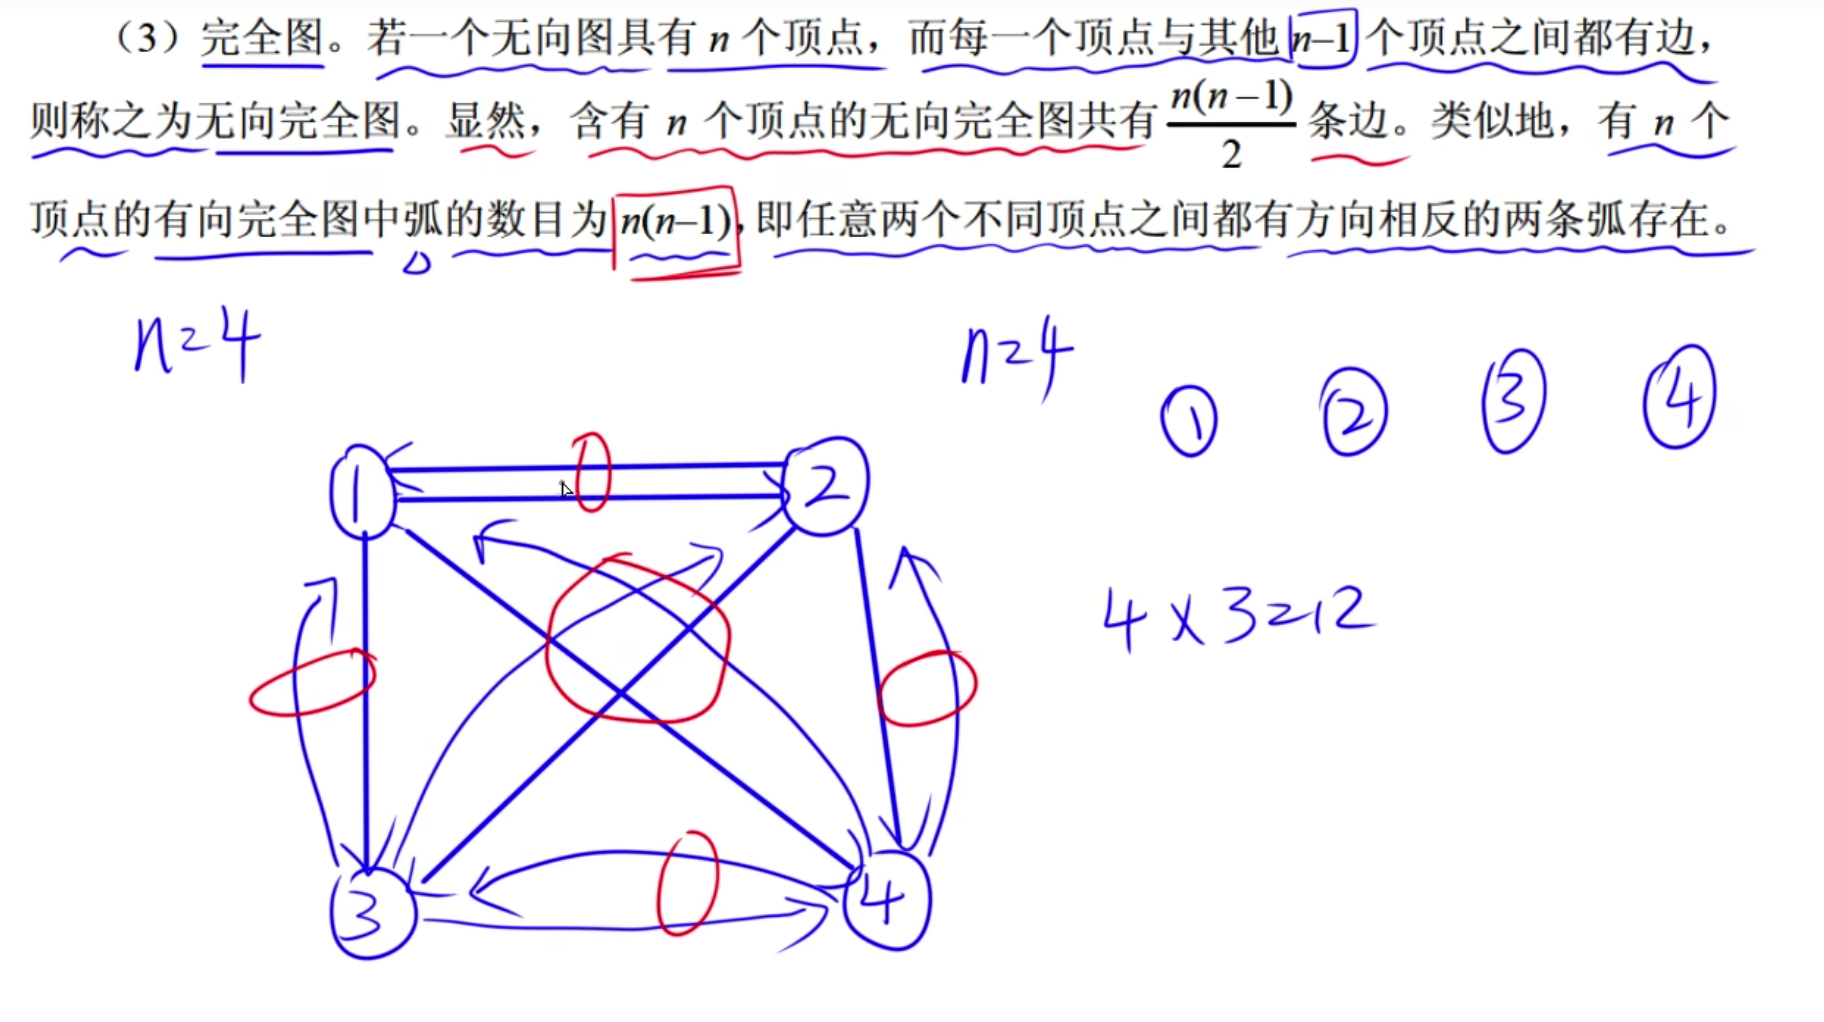 （3）完全图。若一个无向图具有 n 个顶点，而每一个顶点与其他 n–1 个顶点之间都有边，
则称之为无向完全图。显然，含有 n 个顶点的无向完全图共有 n(n–1)/2 条边。类似地，有 n 个
顶点的有向完全图中弧的数目为 n(n–1)，即任意两个不同顶点之间都有方向相反的两条弧存在。
n=4
n=4
① ② ③ ④
1 2
4×3=12
3 4